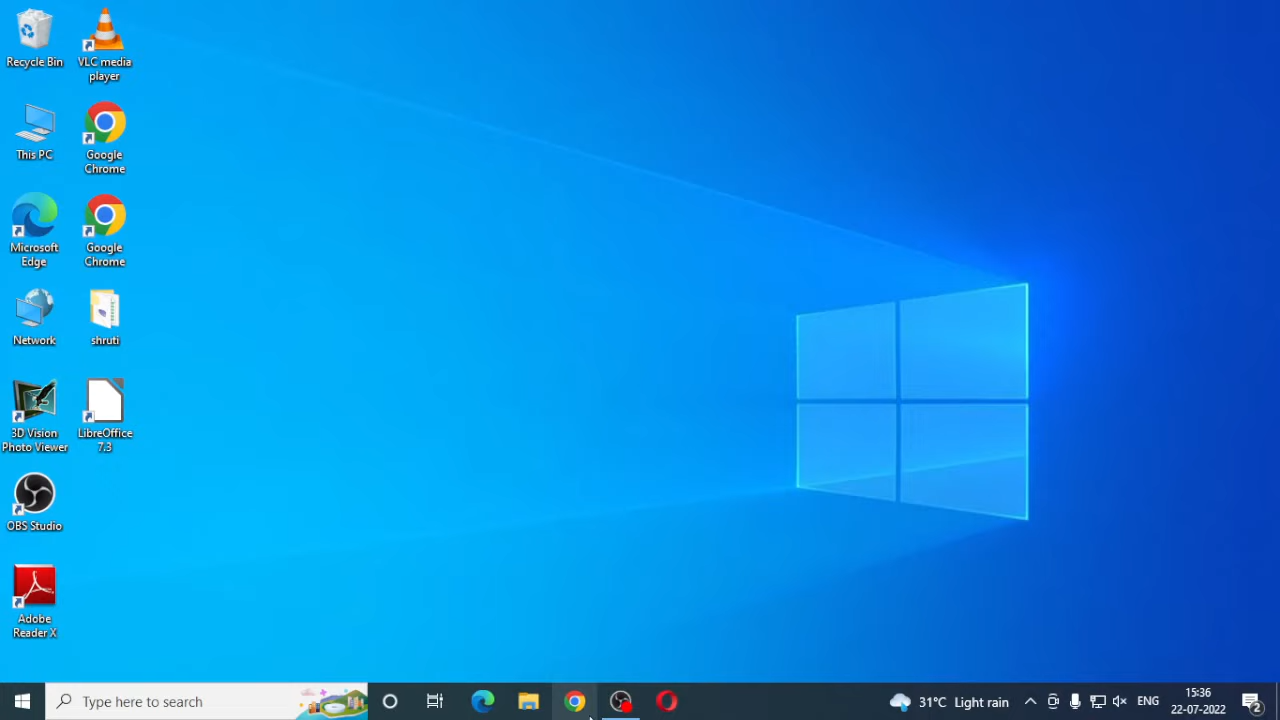 Recycle Bin
VLC media
player
This PC
Google
Chrome
Microsoft
Edge
Google
Chrome
Network
shruti
3D Vision
Photo Viewer
LibreOffice
7.3
OBS Studio
Adobe
Reader X
Type here to search
31°C Light rain
ENG
15:36
22-07-2022
2